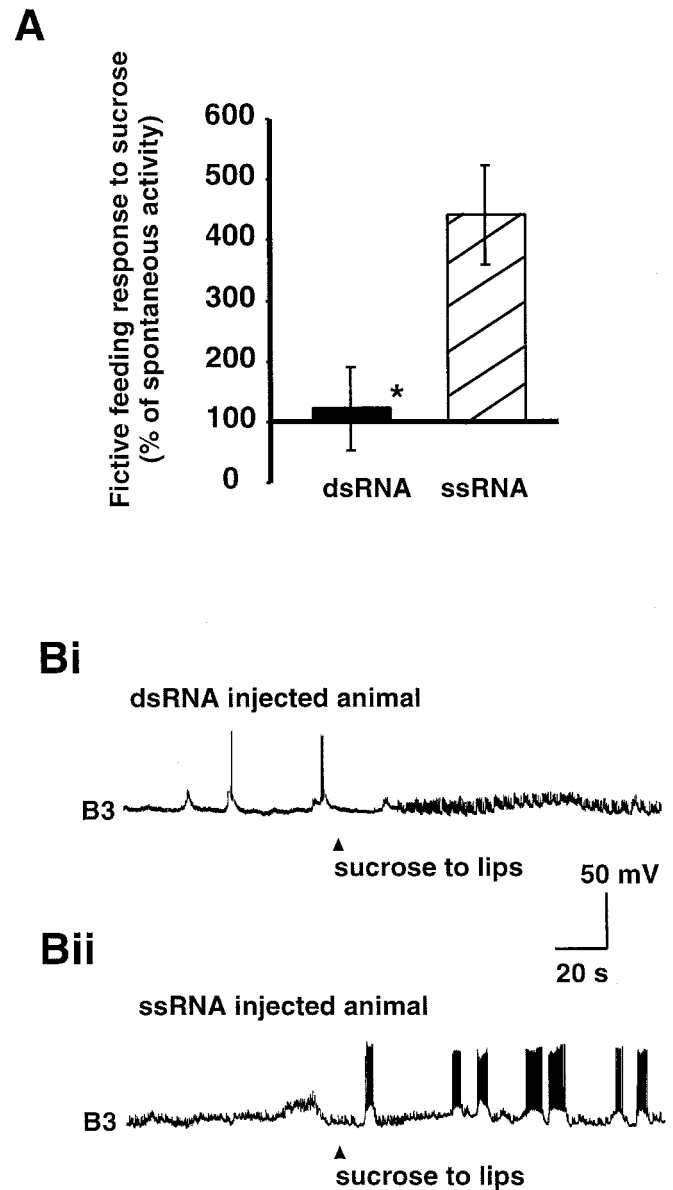 A
Fictive feeding response to sucrose
(% of spontaneous activity)
600
500
400
300
200
100
0
*
dsRNA ssRNA
Bi
dsRNA injected animal
B3
sucrose to lips
50 mV
20 s
Bii
ssRNA injected animal
B3
sucrose to lips